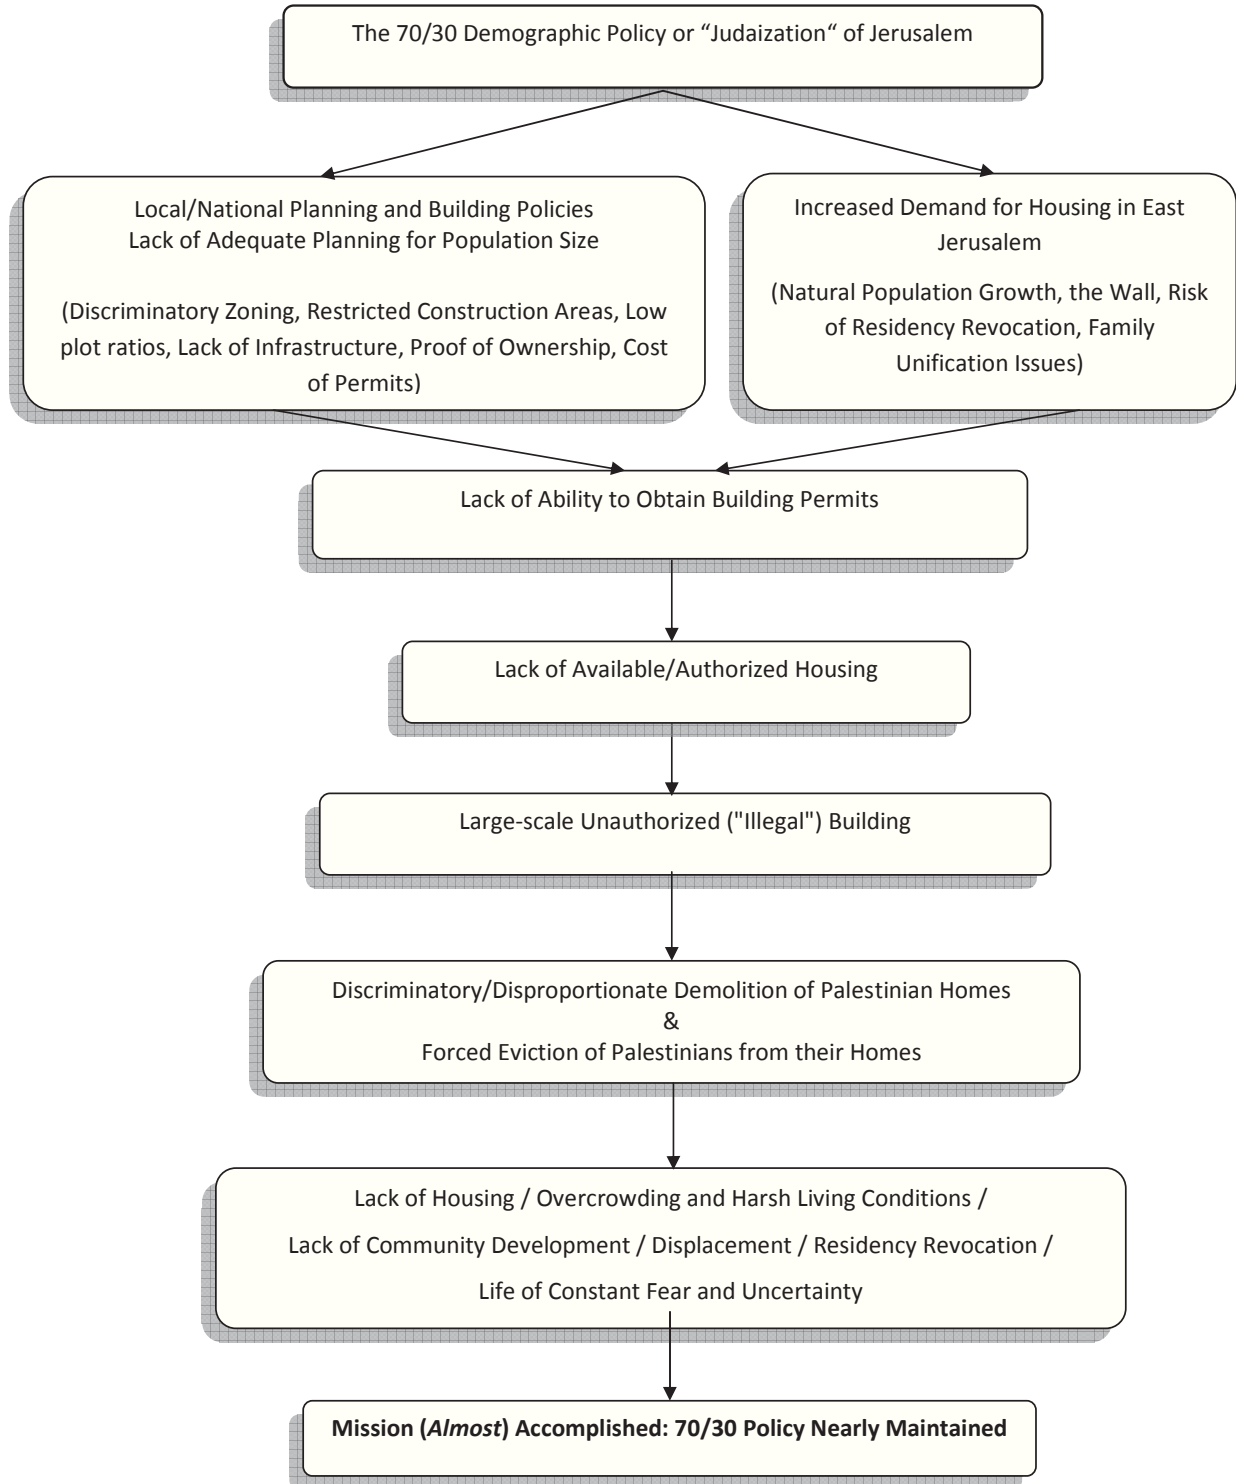 The 70/30 Demographic Policy or “Judaization“ of Jerusalem
Local/National Planning and Building Policies
Lack of Adequate Planning for Population Size
(Discriminatory Zoning, Restricted Construction Areas, Low
plot ratios, Lack of Infrastructure, Proof of Ownership, Cost
of Permits)
Increased Demand for Housing in East
Jerusalem
(Natural Population Growth, the Wall, Risk
of Residency Revocation, Family
Unification Issues)
Lack of Ability to Obtain Building Permits
Lack of Available/Authorized Housing
Large-scale Unauthorized ("Illegal") Building
Discriminatory/Disproportionate Demolition of Palestinian Homes
&
Forced Eviction of Palestinians from their Homes
Lack of Housing / Overcrowding and Harsh Living Conditions /
Lack of Community Development / Displacement / Residency Revocation /
Life of Constant Fear and Uncertainty
Mission (Almost) Accomplished: 70/30 Policy Nearly Maintained